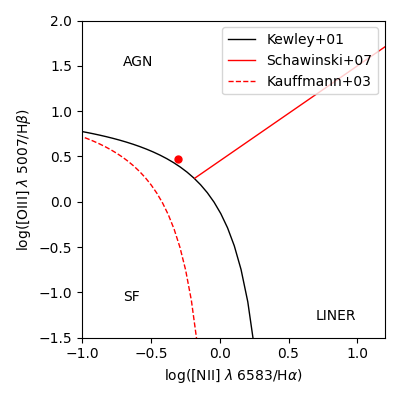 2.0
1.5
1.0
0.5
0.0
−0.5
−1.0
−1.5
log([OIII] λ 5007/Hβ)
AGN
Kewley+01
Schawinski+07
Kauffmann+03
SF
LINER
−1.0 −0.5 0.0 0.5 1.0
log([NII] λ 6583/Hα)